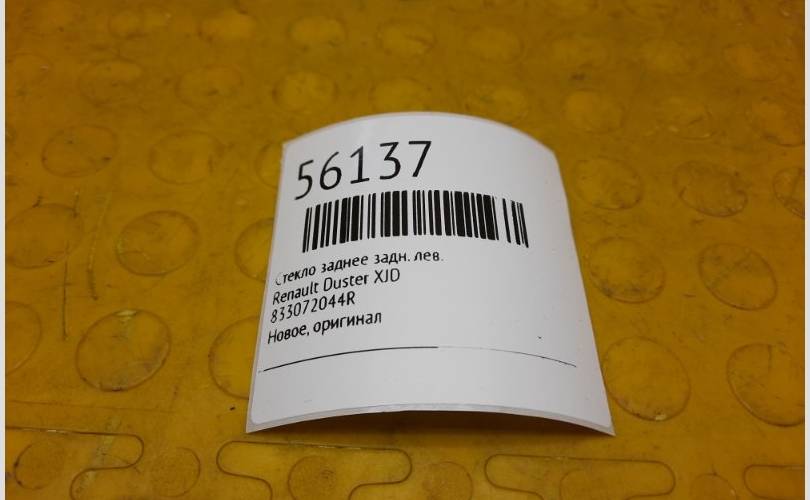 56137
Стекло заднее задн. лев.
Renault Duster XJD
833072044R
Новое, оригинал